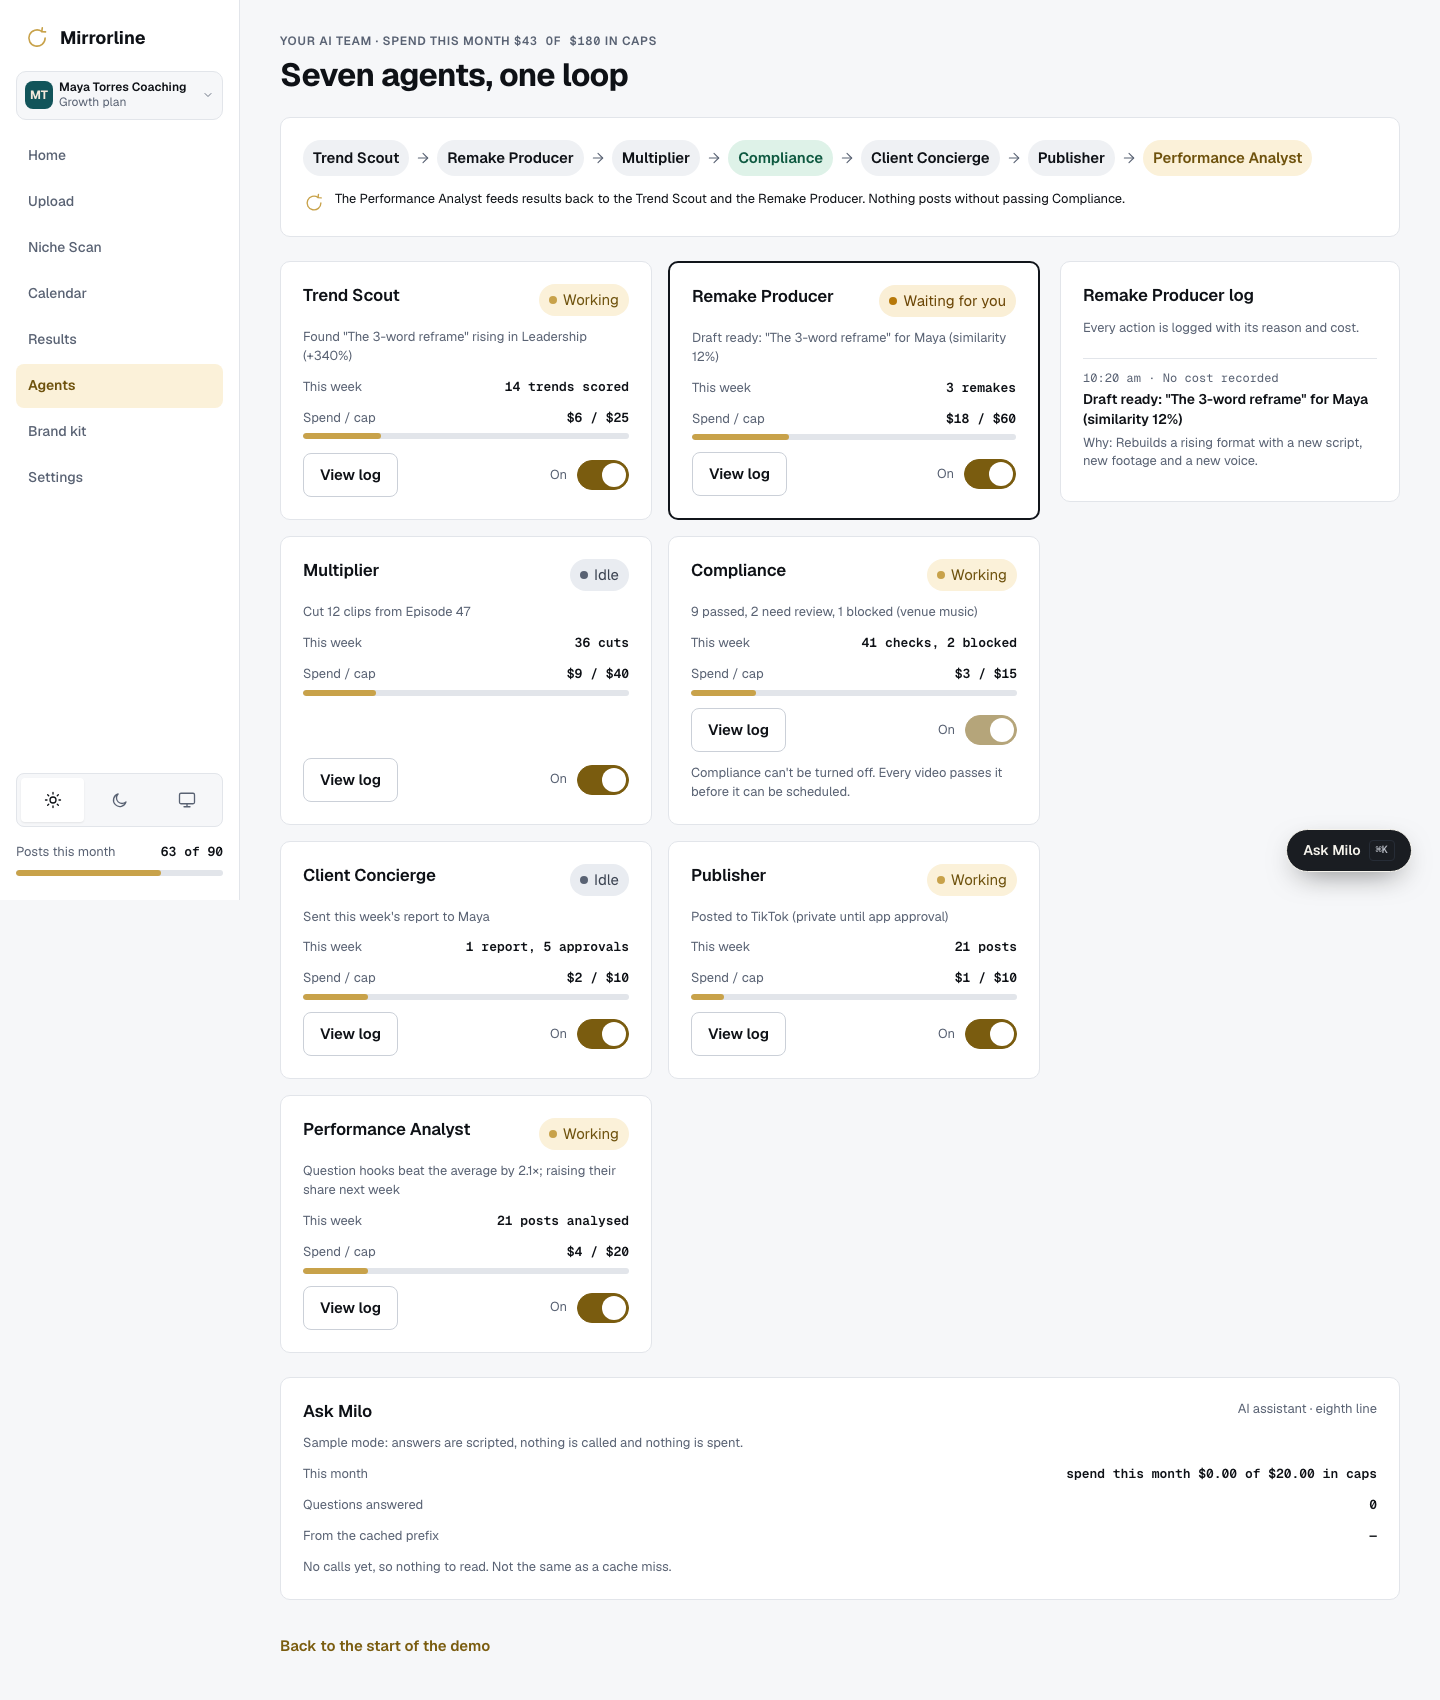 Mirrorline
MT
Maya Torres Coaching
Growth plan
Home
Upload
Niche Scan
Calendar
Results
Agents
Brand kit
Settings
Posts this month 63 of 90
YOUR AI TEAM · SPEND THIS MONTH $43 OF $180 IN CAPS
Seven agents, one loop
Trend Scout → Remake Producer → Multiplier → Compliance → Client Concierge → Publisher → Performance Analyst
The Performance Analyst feeds results back to the Trend Scout and the Remake Producer. Nothing posts without passing Compliance.
Trend Scout
Working
Found "The 3-word reframe" rising in Leadership
(+340%)
This week 14 trends scored
Spend / cap $6 / $25
View log On
Remake Producer
Waiting for you
Draft ready: "The 3-word reframe" for Maya (similarity
12%)
This week 3 remakes
Spend / cap $18 / $60
View log On
Remake Producer log
Every action is logged with its reason and cost.
10:20 am · No cost recorded
Draft ready: "The 3-word reframe" for Maya
(similarity 12%)
Why: Rebuilds a rising format with a new script,
new footage and a new voice.
Multiplier
Idle
Cut 12 clips from Episode 47
This week 36 cuts
Spend / cap $9 / $40
View log On
Compliance
Working
9 passed, 2 need review, 1 blocked (venue music)
This week 41 checks, 2 blocked
Spend / cap $3 / $15
View log On
Compliance can't be turned off. Every video passes it
before it can be scheduled.
Client Concierge
Idle
Sent this week's report to Maya
This week 1 report, 5 approvals
Spend / cap $2 / $10
View log On
Publisher
Working
Posted to TikTok (private until app approval)
This week 21 posts
Spend / cap $1 / $10
View log On
Ask Milo ⌘K
Performance Analyst
Working
Question hooks beat the average by 2.1×; raising their
share next week
This week 21 posts analysed
Spend / cap $4 / $20
View log On
Ask Milo
AI assistant · eighth line
Sample mode: answers are scripted, nothing is called and nothing is spent.
This month spend this month $0.00 of $20.00 in caps
Questions answered 0
From the cached prefix –
No calls yet, so nothing to read. Not the same as a cache miss.
Back to the start of the demo